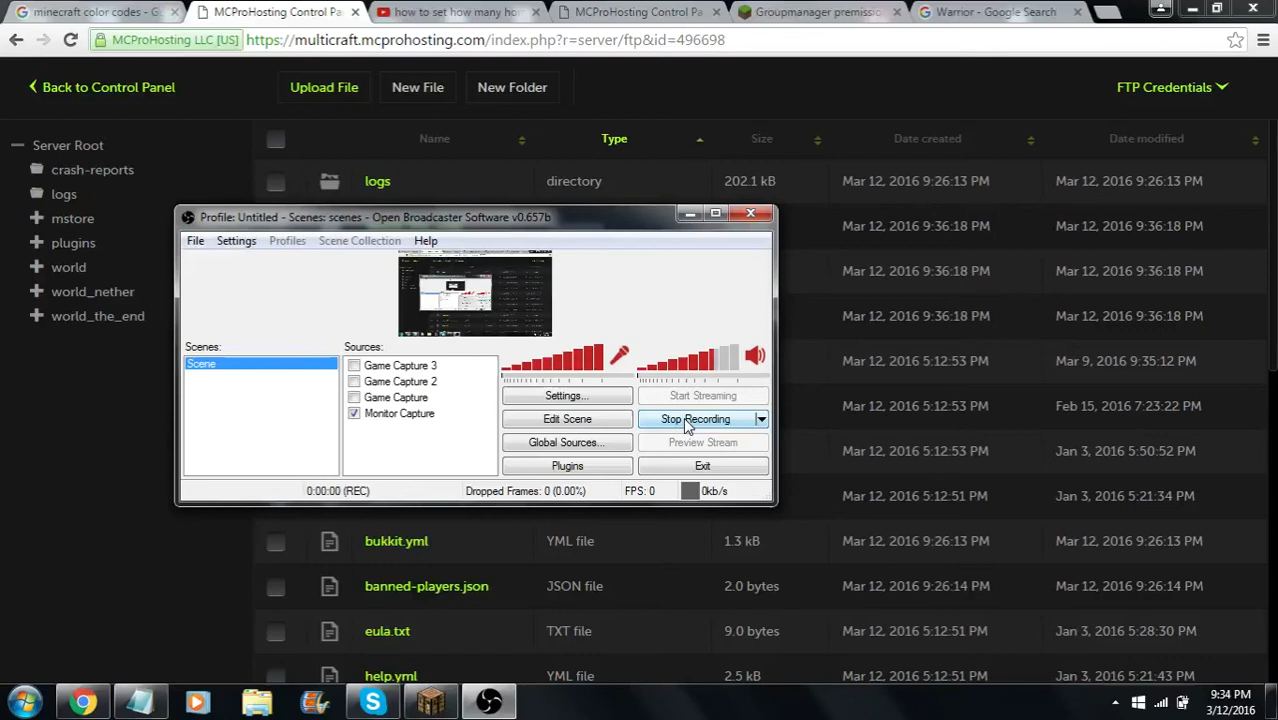 minecraft color codes - G
MCProHosting Control Pa
how to set how many ho
MCProHosting Control Pa
Groupmanager premissio
Warrior - Google Search
MCProHosting LLC [US]
https://multicraft.mcprohosting.com/index.php?r=server/ftp&id=496698
Back to Control Panel
Upload File
New File
New Folder
FTP Credentials
Server Root
crash-reports
logs
mstore
plugins
world
world_nether
world_the_end
Name Type Size Date created Date modified
logs directory 202.1 kB Mar 12, 2016 9:26:13 PM Mar 12, 2016 9:26:13 PM
Mar 12, 2016 9:36:18 PM Mar 12, 2016 9:36:18 PM
Mar 12, 2016 9:36:18 PM Mar 12, 2016 9:36:18 PM
Mar 12, 2016 9:36:18 PM Mar 12, 2016 9:36:18 PM
Mar 12, 2016 5:12:53 PM Mar 9, 2016 9:35:12 PM
Mar 12, 2016 5:12:53 PM Feb 15, 2016 7:23:22 PM
Mar 12, 2016 5:12:53 PM Jan 3, 2016 5:50:52 PM
Mar 12, 2016 5:12:51 PM Jan 3, 2016 5:21:34 PM
bukkit.yml YML file 1.3 kB Mar 12, 2016 9:26:13 PM Mar 12, 2016 9:26:13 PM
banned-players.json JSON file 2.0 bytes Mar 12, 2016 9:26:14 PM Mar 12, 2016 9:26:14 PM
eula.txt TXT file 9.0 bytes Mar 12, 2016 5:12:51 PM Jan 3, 2016 5:28:30 PM
help.yml YML file 2.5 kB Mar 12, 2016 5:12:51 PM Jan 3, 2016 5:21:43 PM
Profile: Untitled - Scenes: scenes - Open Broadcaster Software v0.657b
File Settings Profiles Scene Collection Help
Scenes:
Scene
Sources:
Game Capture 3
Game Capture 2
Game Capture
Monitor Capture
Settings... Start Streaming
Edit Scene Stop Recording
Global Sources... Preview Stream
Plugins Exit
0:00:00 (REC) Dropped Frames: 0 (0.00%) FPS: 0 0kb/s
9:34 PM
3/12/2016